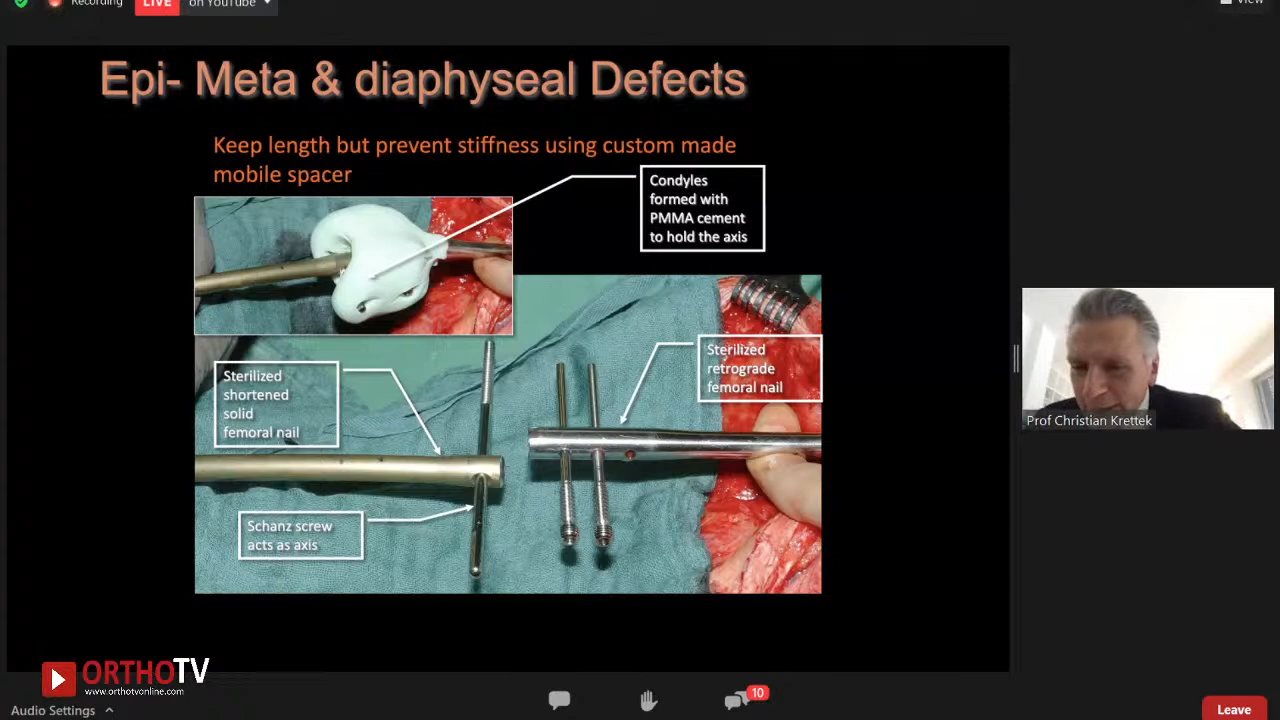 Recording
LIVE
on YouTube
View
Epi- Meta & diaphyseal Defects
Keep length but prevent stiffness using custom made
mobile spacer
Condyles
formed with
PMMA cement
to hold the axis
Sterilized
retrograde
femoral nail
Sterilized
shortened
solid
femoral nail
Schanz screw
acts as axis
Prof Christian Krettek
ORTHOTV
www.orthotvonline.com
Audio Settings
10
Leave